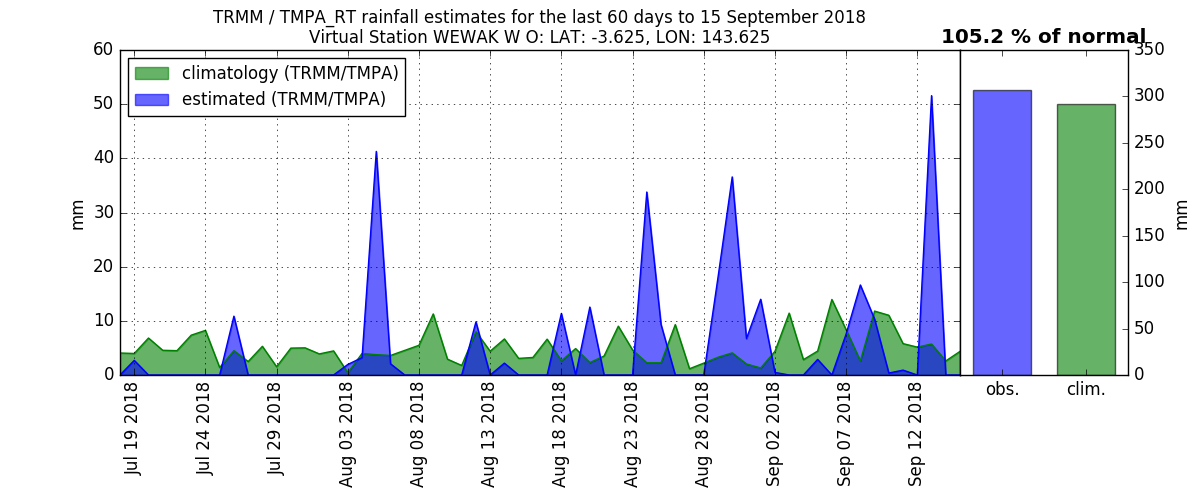 TRMM / TMPA_RT rainfall estimates for the last 60 days to 15 September 2018
Virtual Station WEWAK W O: LAT: -3.625, LON: 143.625
105.2 % of normal
climatology (TRMM/TMPA)
estimated (TRMM/TMPA)
mm
60
50
40
30
20
10
0
Jul 19 2018
Jul 24 2018
Jul 29 2018
Aug 03 2018
Aug 08 2018
Aug 13 2018
Aug 18 2018
Aug 23 2018
Aug 28 2018
Sep 02 2018
Sep 07 2018
Sep 12 2018
obs.
clim.
350
300
250
200
150
100
50
0
mm